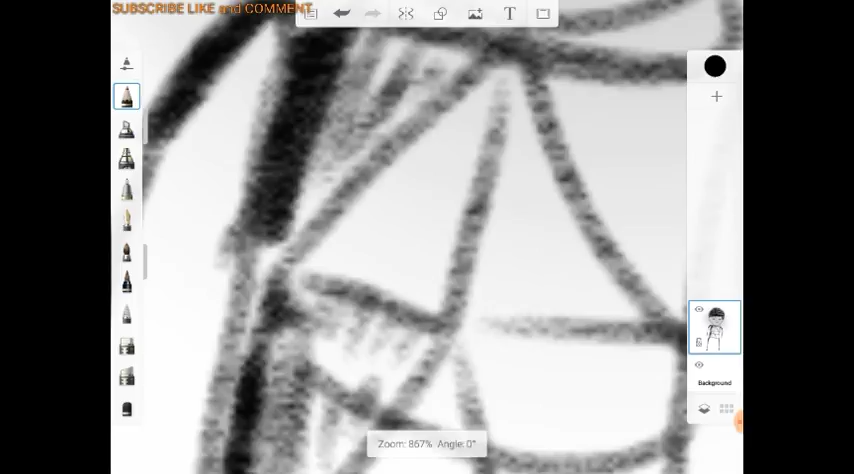 SUBSCRIBE LIKE and COMMENT
T
Zoom: 867% Angle: 0°
Background